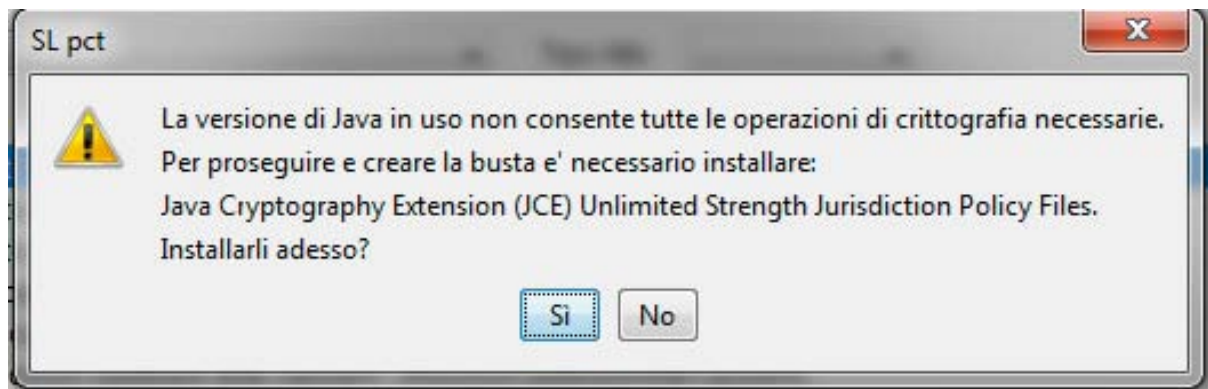 SL pct
La versione di Java in uso non consente tutte le operazioni di crittografia necessarie.
Per proseguire e creare la busta e' necessario installare:
Java Cryptography Extension (JCE) Unlimited Strength Jurisdiction Policy Files.
Installarli adesso?
Sì No